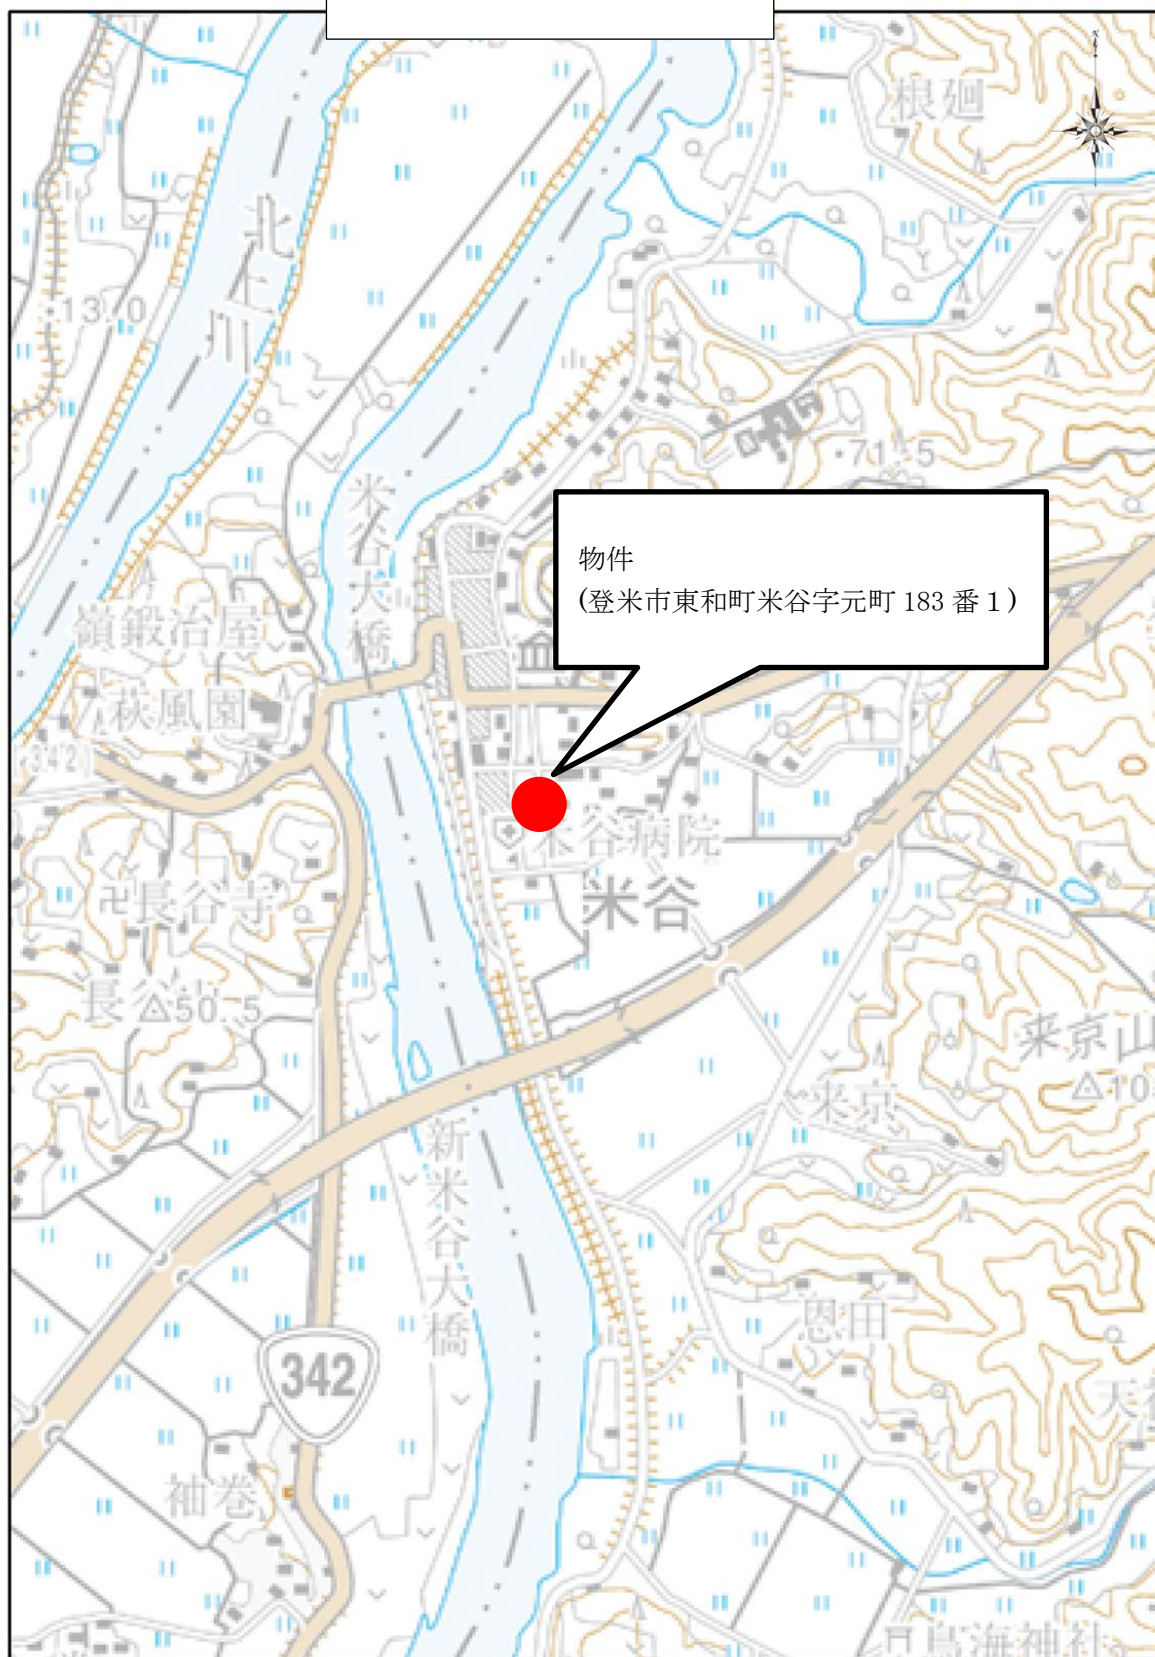 根廻
北上川
13.0
71.5
米谷大橋
物件
(登米市東和町米谷字元町 183 番１)
嶺鍛冶屋
萩風園
342
米谷病院
米谷
卍長谷寺
50.5
来京山
来京
新米谷大橋
恩田
342
袖巻
鳥海神社